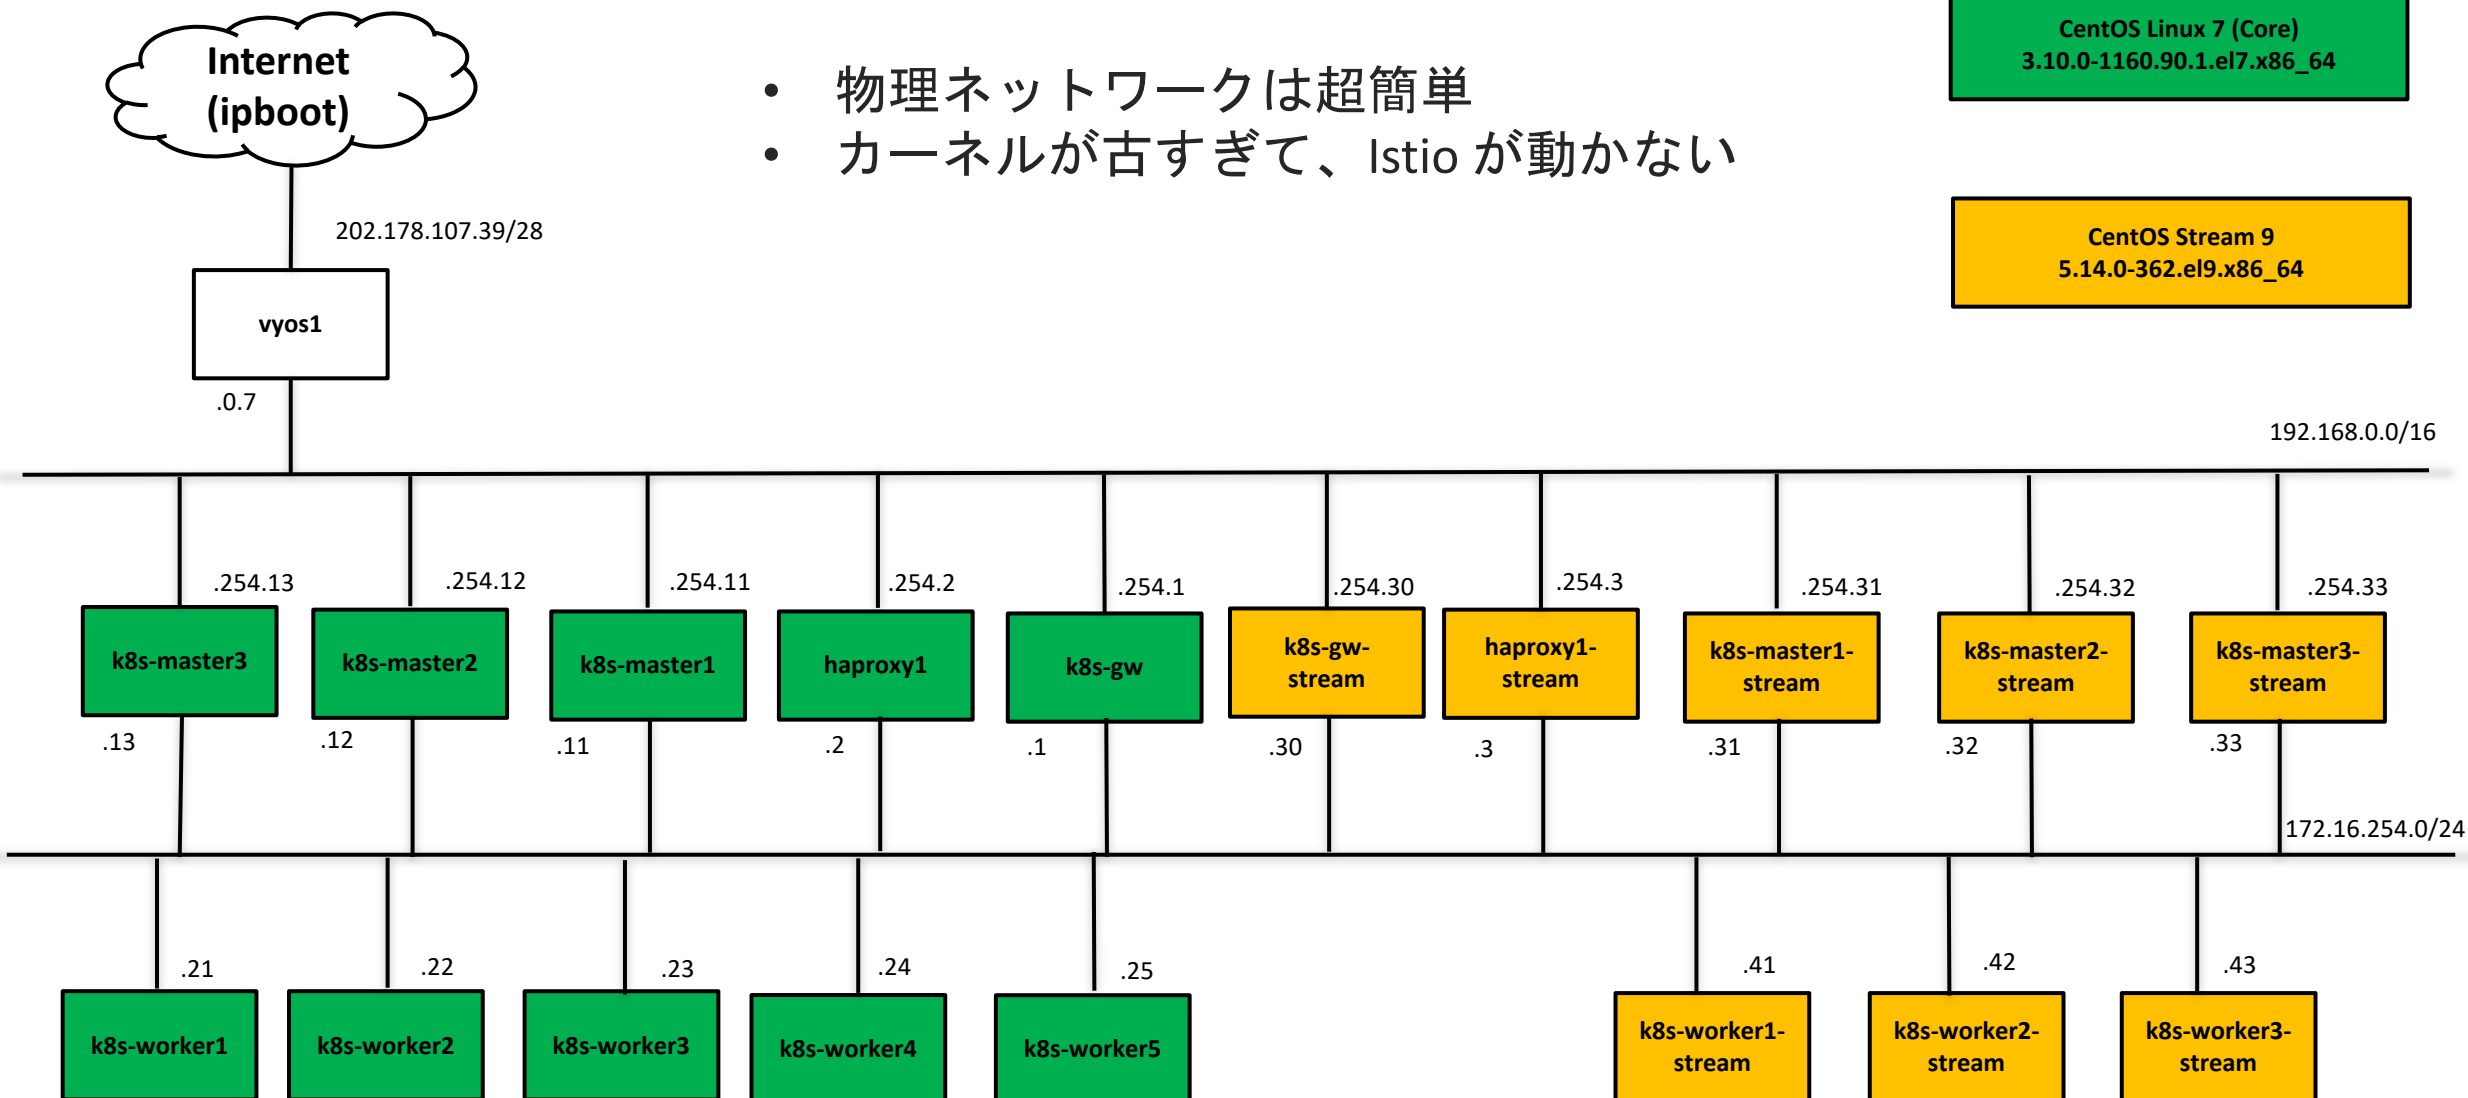 Internet
(ipboot)
• 物理ネットワークは超簡単
• カーネルが古すぎて、Istio が動かない
CentOS Linux 7 (Core)
3.10.0-1160.90.1.el7.x86_64
CentOS Stream 9
5.14.0-362.el9.x86_64
202.178.107.39/28
vyos1
.0.7
192.168.0.0/16
.254.13
.254.12
.254.11
.254.2
.254.1
.254.30
.254.3
.254.31
.254.32
.254.33
k8s-master3
k8s-master2
k8s-master1
haproxy1
k8s-gw
k8s-gw-
stream
haproxy1-
stream
k8s-master1-
stream
k8s-master2-
stream
k8s-master3-
stream
.13
.12
.11
.2
.1
.30
.3
.31
.32
.33
172.16.254.0/24
.21
.22
.23
.24
.25
.41
.42
.43
k8s-worker1
k8s-worker2
k8s-worker3
k8s-worker4
k8s-worker5
k8s-worker1-
stream
k8s-worker2-
stream
k8s-worker3-
stream